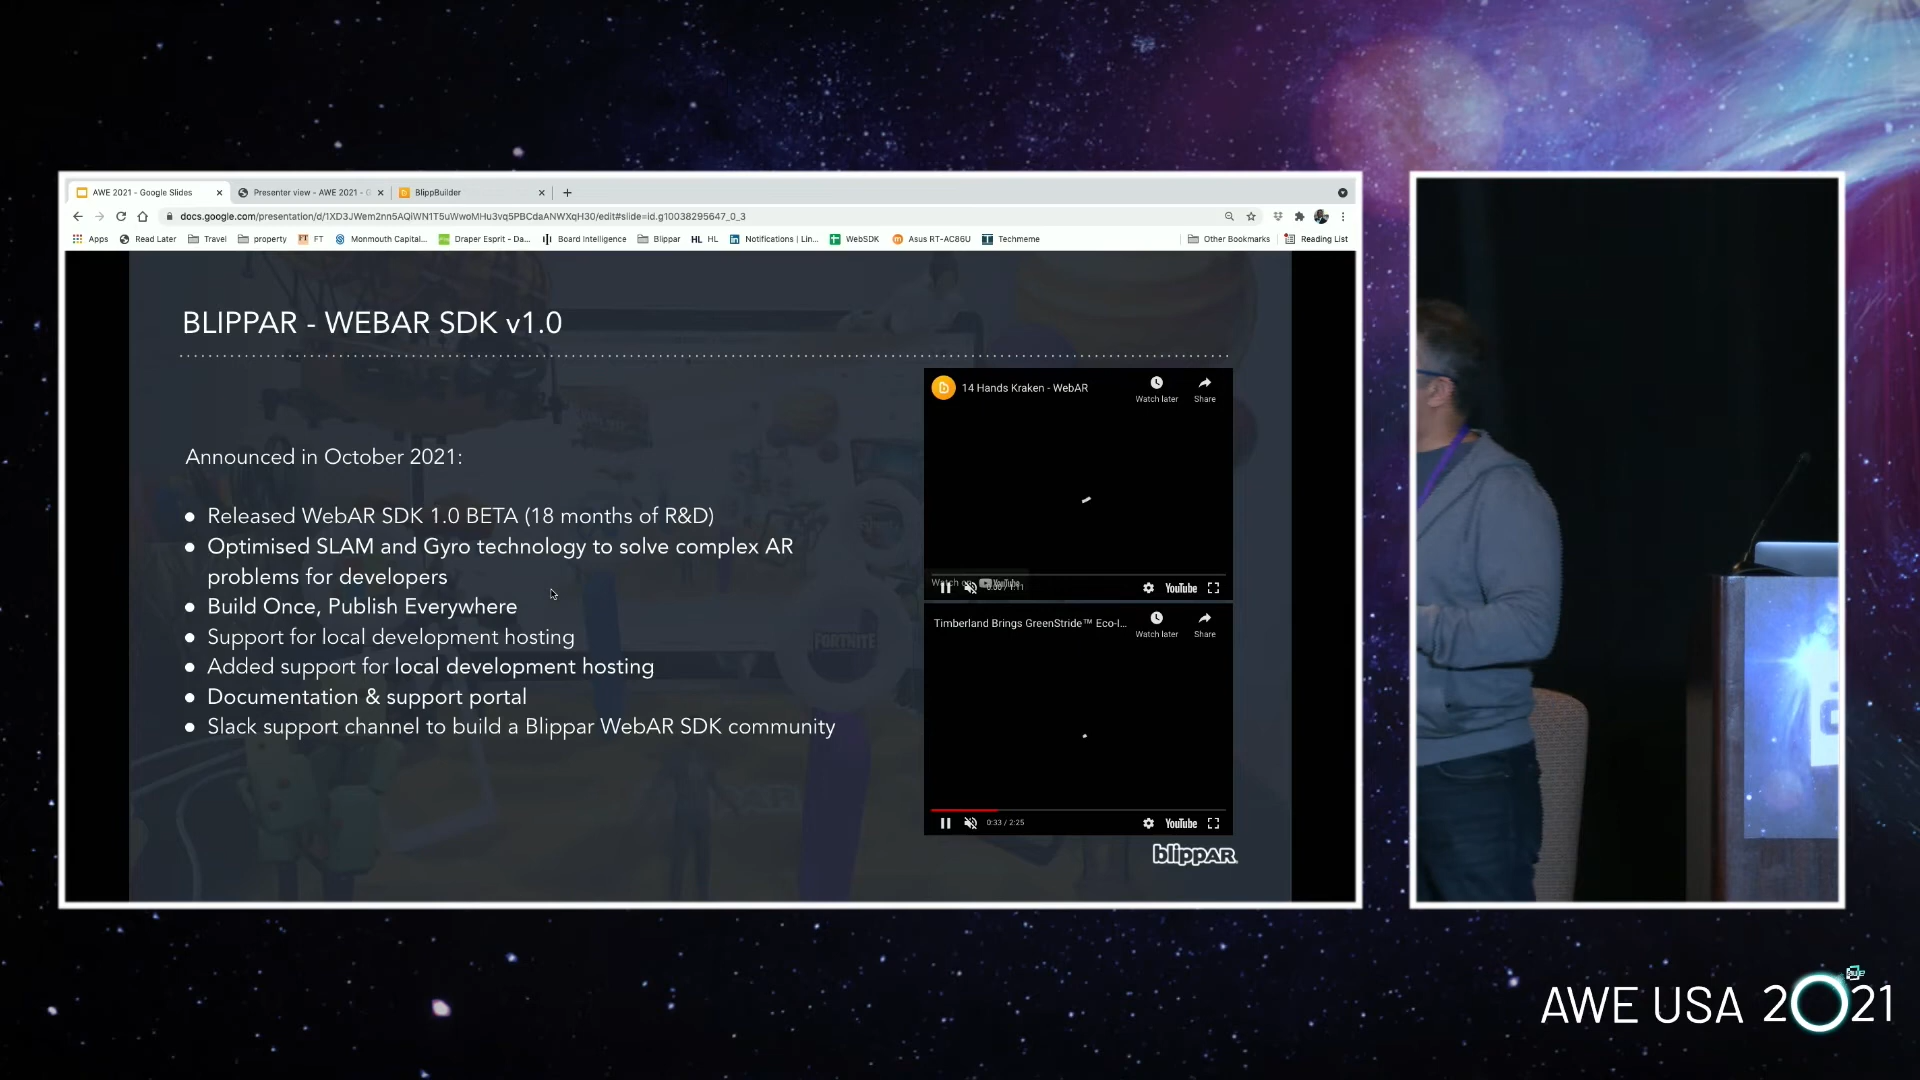 AWE 2021 - Google Slides
Presenter view - AWE 2021 - G
BlippBuilder
docs.google.com/presentation/d/1XD3JWem2nn5AQiWN1T5uWwoMHu3vq5PBCdaANWXqH30/edit#slide=id.g10038295647_0_3
Apps Read Later Travel property FT FT Monmouth Capital... Draper Esprit - Da... Board Intelligence Blippar HL HL Notifications | Lin... WebSDK Asus RT-AC86U Techmeme Other Bookmarks Reading List
BLIPPAR - WEBAR SDK v1.0
Announced in October 2021:
● Released WebAR SDK 1.0 BETA (18 months of R&D)
● Optimised SLAM and Gyro technology to solve complex AR
problems for developers
● Build Once, Publish Everywhere
● Support for local development hosting
● Added support for local development hosting
● Documentation & support portal
● Slack support channel to build a Blippar WebAR SDK community
FORTNITE
14 Hands Kraken - WebAR
Watch later Share
Watch on YouTube
YouTube
Timberland Brings GreenStride™ Eco-I...
Watch later Share
0:33 / 2:25 YouTube
blippAR
AWE USA 2021